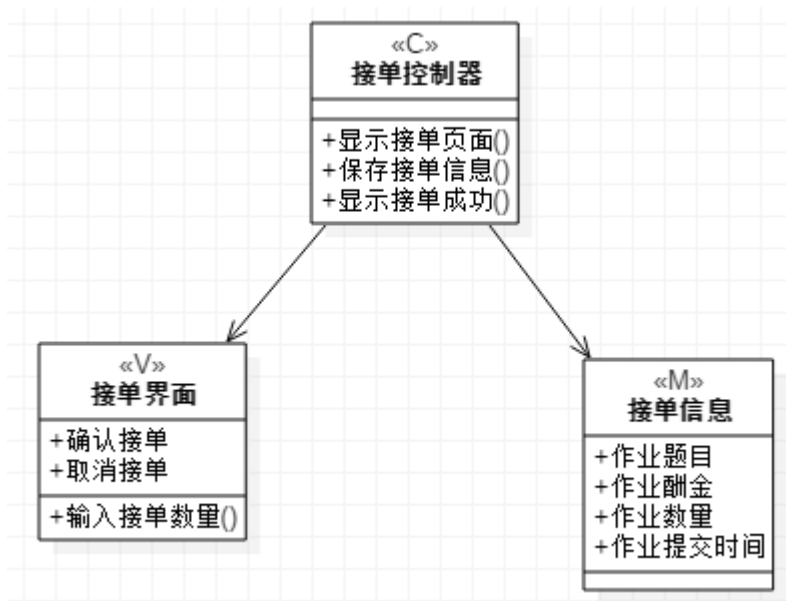 «C»
接单控制器
+显示接单页面()
+保存接单信息()
+显示接单成功()
«V»
接单界面
+确认接单
+取消接单
+输入接单数量()
«M»
接单信息
+作业题目
+作业酬金
+作业数量
+作业提交时间